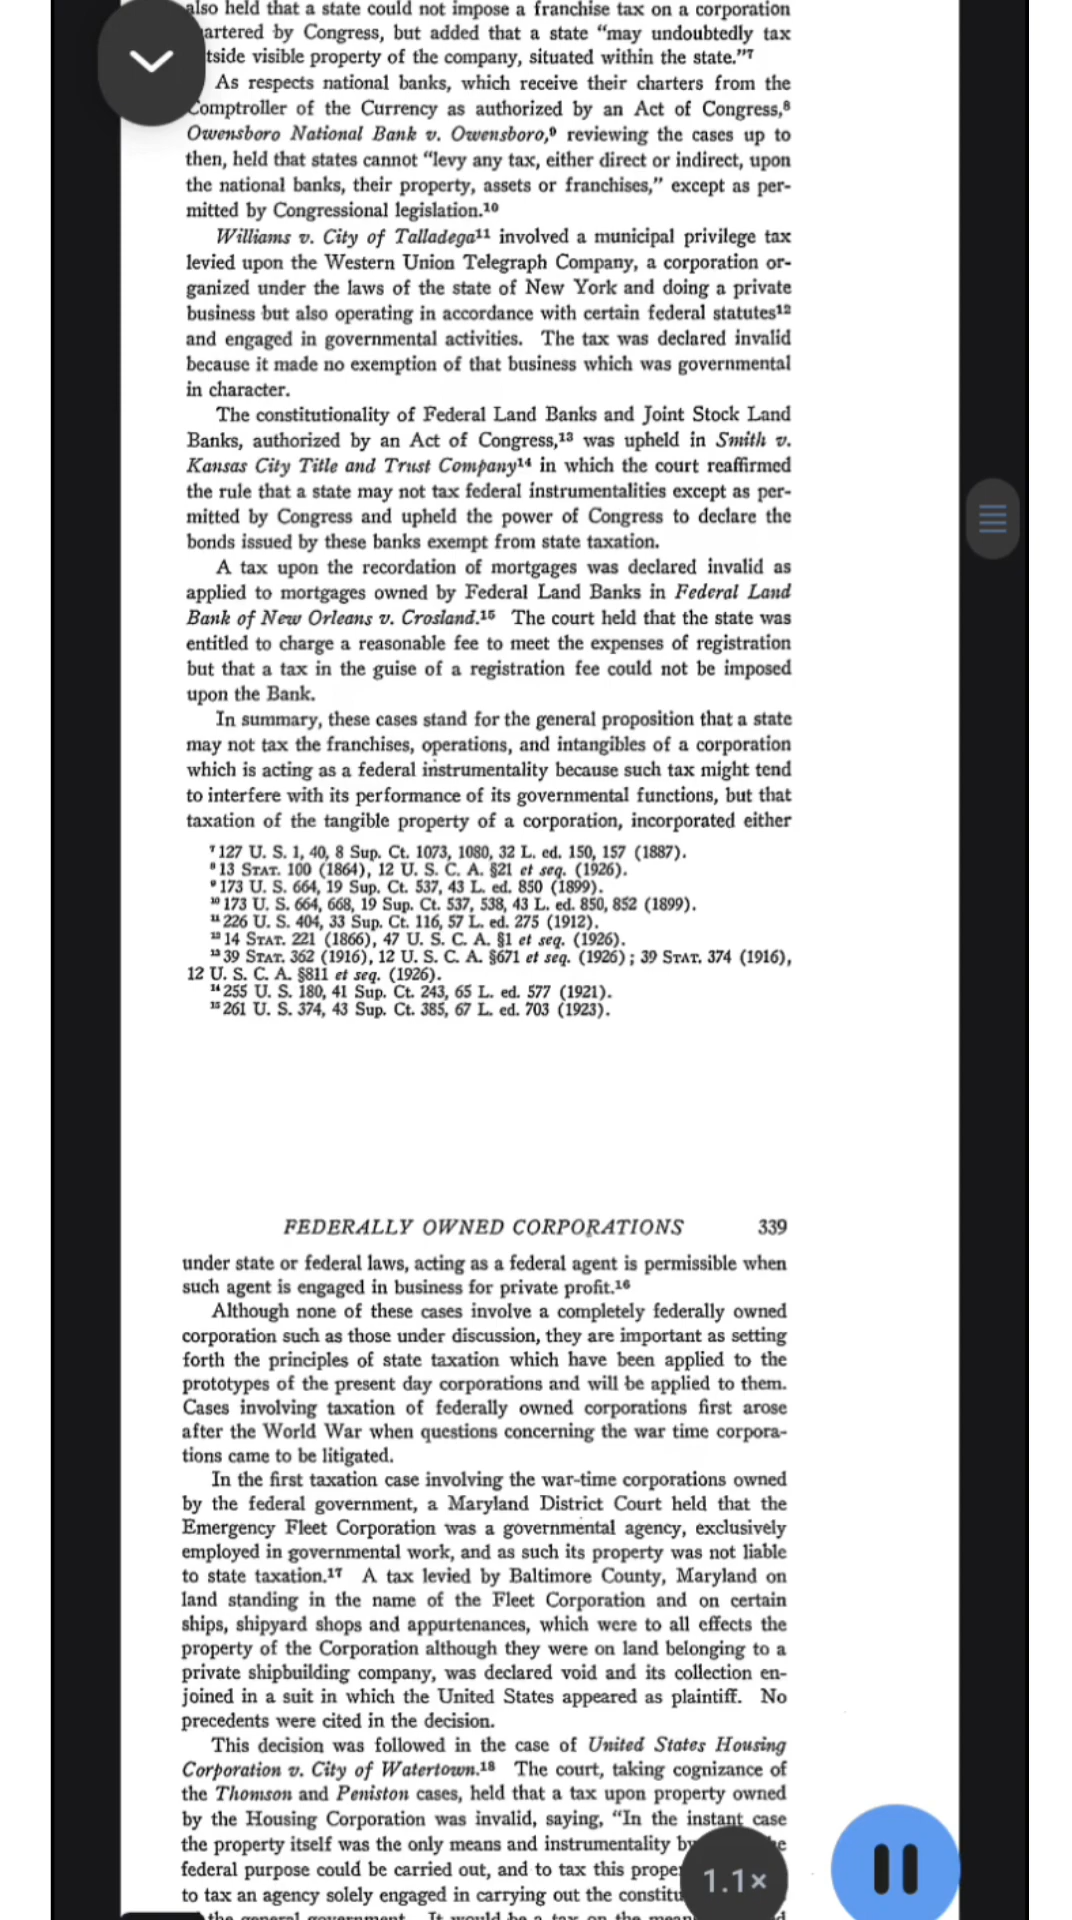 also held that a state could not impose a franchise tax on a corporation
artered by Congress, but added that a state “may undoubtedly tax
tside visible property of the company, situated within the state.”⁷
As respects national banks, which receive their charters from the
Comptroller of the Currency as authorized by an Act of Congress,⁸
Owensboro National Bank v. Owensboro,⁹ reviewing the cases up to
then, held that states cannot “levy any tax, either direct or indirect, upon
the national banks, their property, assets or franchises,” except as per-
mitted by Congressional legislation.¹⁰
Williams v. City of Talladega¹¹ involved a municipal privilege tax
levied upon the Western Union Telegraph Company, a corporation or-
ganized under the laws of the state of New York and doing a private
business but also operating in accordance with certain federal statutes¹²
and engaged in governmental activities. The tax was declared invalid
because it made no exemption of that business which was governmental
in character.
The constitutionality of Federal Land Banks and Joint Stock Land
Banks, authorized by an Act of Congress,¹³ was upheld in Smith v.
Kansas City Title and Trust Company¹⁴ in which the court reaffirmed
the rule that a state may not tax federal instrumentalities except as per-
mitted by Congress and upheld the power of Congress to declare the
bonds issued by these banks exempt from state taxation.
A tax upon the recordation of mortgages was declared invalid as
applied to mortgages owned by Federal Land Banks in Federal Land
Bank of New Orleans v. Crosland.¹⁵ The court held that the state was
entitled to charge a reasonable fee to meet the expenses of registration
but that a tax in the guise of a registration fee could not be imposed
upon the Bank.
In summary, these cases stand for the general proposition that a state
may not tax the franchises, operations, and intangibles of a corporation
which is acting as a federal instrumentality because such tax might tend
to interfere with its performance of its governmental functions, but that
taxation of the tangible property of a corporation, incorporated either
⁷ 127 U. S. 1, 40, 8 Sup. Ct. 1073, 1080, 32 L. ed. 150, 157 (1887).
⁸ 13 STAT. 100 (1864), 12 U. S. C. A. §21 et seq. (1926).
⁹ 173 U. S. 664, 19 Sup. Ct. 537, 43 L. ed. 850 (1899).
¹⁰ 173 U. S. 664, 668, 19 Sup. Ct. 537, 538, 43 L. ed. 850, 852 (1899).
¹¹ 226 U. S. 404, 33 Sup. Ct. 116, 57 L. ed. 275 (1912).
¹² 14 STAT. 221 (1866), 47 U. S. C. A. §1 et seq. (1926).
¹³ 39 STAT. 362 (1916), 12 U. S. C. A. §671 et seq. (1926); 39 STAT. 374 (1916),
12 U. S. C. A. §811 et seq. (1926).
¹⁴ 255 U. S. 180, 41 Sup. Ct. 243, 65 L. ed. 577 (1921).
¹⁵ 261 U. S. 374, 43 Sup. Ct. 385, 67 L. ed. 703 (1923).
FEDERALLY OWNED CORPORATIONS 339
under state or federal laws, acting as a federal agent is permissible when
such agent is engaged in business for private profit.¹⁶
Although none of these cases involve a completely federally owned
corporation such as those under discussion, they are important as setting
forth the principles of state taxation which have been applied to the
prototypes of the present day corporations and will be applied to them.
Cases involving taxation of federally owned corporations first arose
after the World War when questions concerning the war time corpora-
tions came to be litigated.
In the first taxation case involving the war-time corporations owned
by the federal government, a Maryland District Court held that the
Emergency Fleet Corporation was a governmental agency, exclusively
employed in governmental work, and as such its property was not liable
to state taxation.¹⁷ A tax levied by Baltimore County, Maryland on
land standing in the name of the Fleet Corporation and on certain
ships, shipyard shops and appurtenances, which were to all effects the
property of the Corporation although they were on land belonging to a
private shipbuilding company, was declared void and its collection en-
joined in a suit in which the United States appeared as plaintiff. No
precedents were cited in the decision.
This decision was followed in the case of United States Housing
Corporation v. City of Watertown.¹⁸ The court, taking cognizance of
the Thomson and Peniston cases, held that a tax upon property owned
by the Housing Corporation was invalid, saying, “In the instant case
the property itself was the only means and instrumentality by
federal purpose could be carried out, and to tax this prope
to tax an agency solely engaged in carrying out the constitu
the general government. It would be a tax on the mean
1.1×